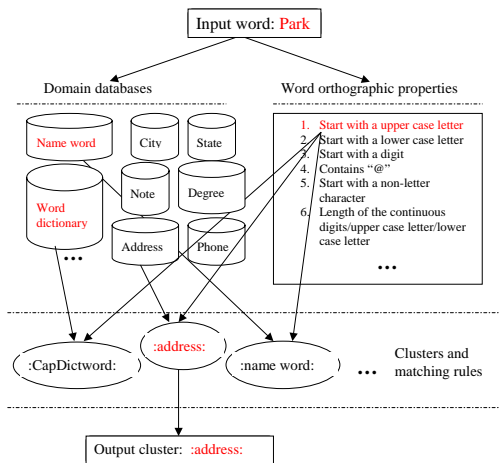 Input word: Park
Domain databases
Word orthographic properties
Name word
City
State
Word
dictionary
Note
Degree
Address
Phone
...
1. Start with a upper case letter
2. Start with a lower case letter
3. Start with a digit
4. Contains “@”
5. Start with a non-letter
character
6. Length of the continuous
digits/upper case letter/lower
case letter
...
:CapDictword:
:address:
:name word:
...
Clusters and
matching rules
Output cluster: :address: